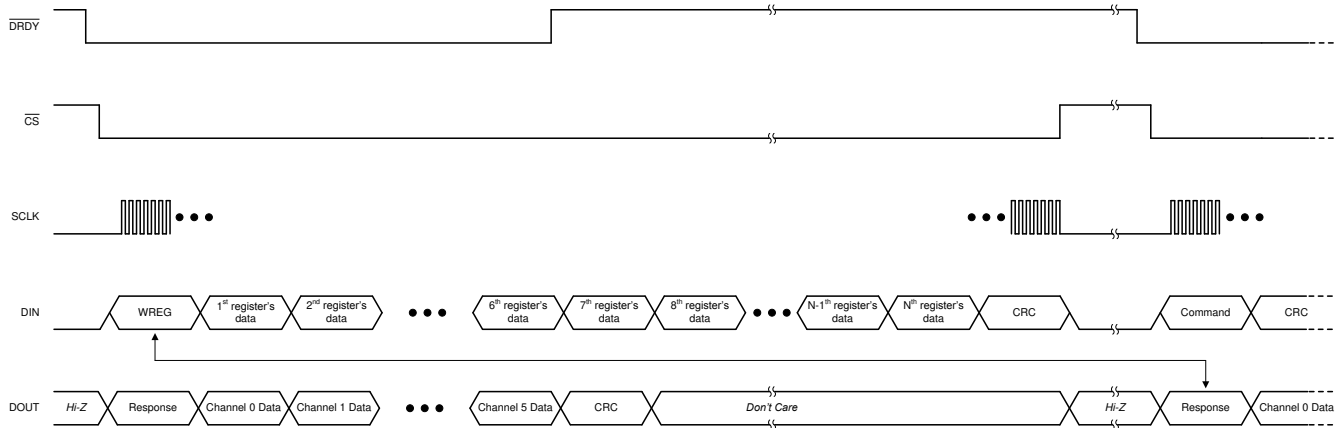 DRDY
CS
SCLK
DIN
WREG
1st register's
data
2nd register's
data
6th register's
data
7th register's
data
8th register's
data
N-1th register's
data
Nth register's
data
CRC
Command
CRC
DOUT
Hi-Z
Response
Channel 0 Data
Channel 1 Data
Channel 5 Data
CRC
Don't Care
Hi-Z
Response
Channel 0 Data